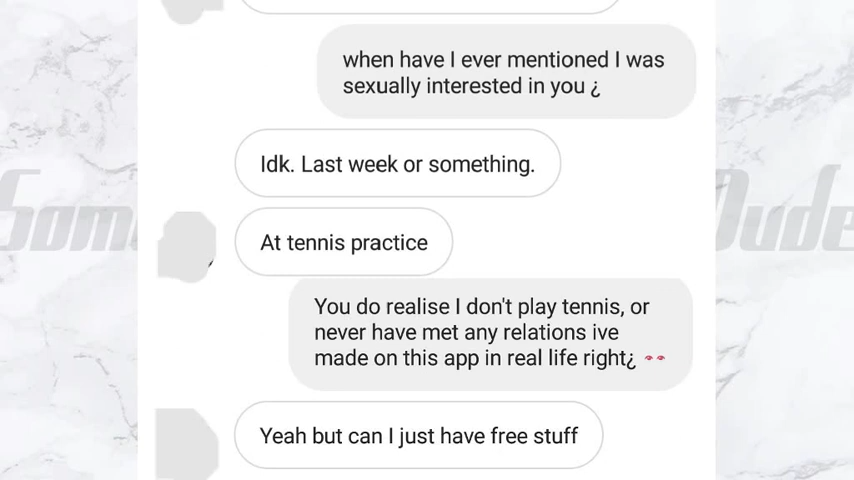 when have I ever mentioned I was
sexually interested in you ¿
Idk. Last week or something.
At tennis practice
You do realise I don't play tennis, or
never have met any relations ive
made on this app in real life right¿ 👀
Yeah but can I just have free stuff
Some
Dude